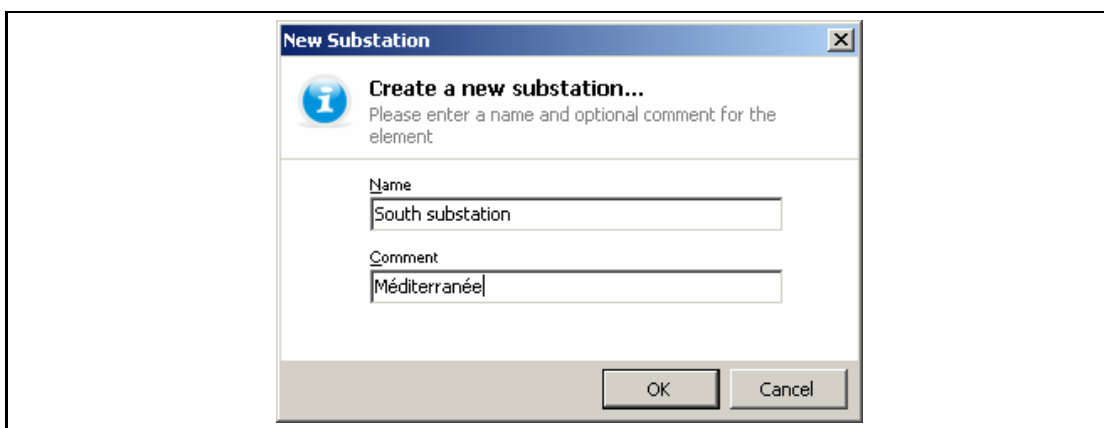 New Substation
Create a new substation...
Please enter a name and optional comment for the
element
Name
South substation
Comment
Méditerranée
OK
Cancel